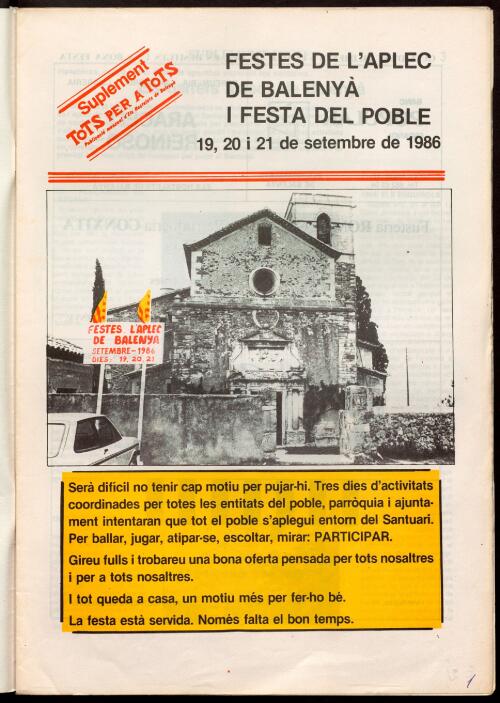 Suplement
TOTS PER A TOTS
FESTES DE L'APLEC
DE BALENYÀ
I FESTA DEL POBLE
19, 20 i 21 de setembre de 1986
FESTES L'APLEC
DE BALENYÀ
SETEMBRE-1986
DIES: 19, 20, 21
Serà difícil no tenir cap motiu per pujar-hi. Tres dies d'activitats
coordinades per totes les entitats del poble, parròquia i ajunta-
ment intentaran que tot el poble s'aplegui entorn del Santuari.
Per ballar, jugar, atipar-se, escoltar, mirar: PARTICIPAR.
Gireu fulls i trobareu una bona oferta pensada per tots nosaltres
i per a tots nosaltres.
I tot queda a casa, un motiu més per fer-ho bé.
La festa està servida. Només falta el bon temps.
1